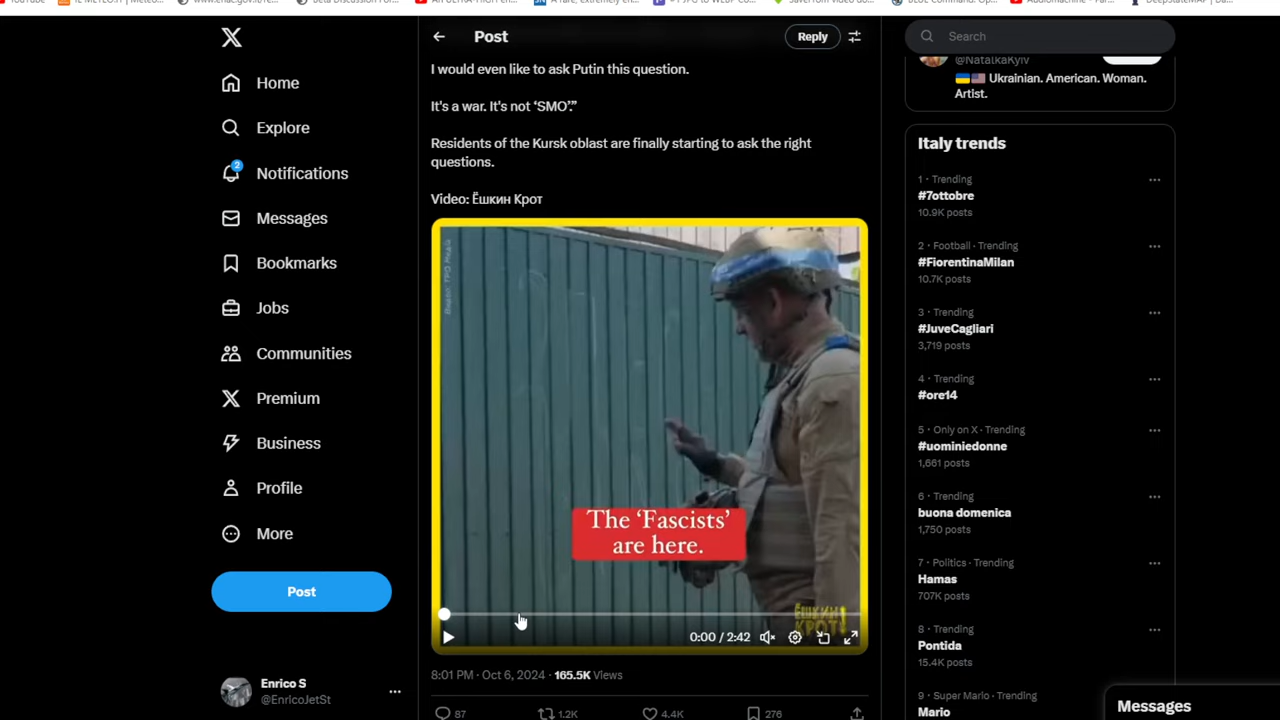 YouTube
Post
Reply
Search
@NatalkaKyiv
Ukrainian. American. Woman.
Artist.
Home
Explore
2
Notifications
Messages
Bookmarks
Jobs
Communities
Premium
Business
Profile
More
Post
Enrico S
@EnricoJetSt
I would even like to ask Putin this question.
It's a war. It's not ‘SMO’.”
Residents of the Kursk oblast are finally starting to ask the right
questions.
Video: Ёшкин Крот
The ‘Fascists’
are here.
ЁШКИН
КРОТ!
0:00 / 2:42
8:01 PM · Oct 6, 2024 · 165.5K Views
87 1.2K 4.4K 276
Italy trends
1 · Trending
#7ottobre
10.9K posts
2 · Football · Trending
#FiorentinaMilan
10.7K posts
3 · Trending
#JuveCagliari
3,719 posts
4 · Trending
#ore14
5 · Only on X · Trending
#uominiedonne
1,661 posts
6 · Trending
buona domenica
1,750 posts
7 · Politics · Trending
Hamas
707K posts
8 · Trending
Pontida
15.4K posts
9 · Super Mario · Trending
Mario
Messages